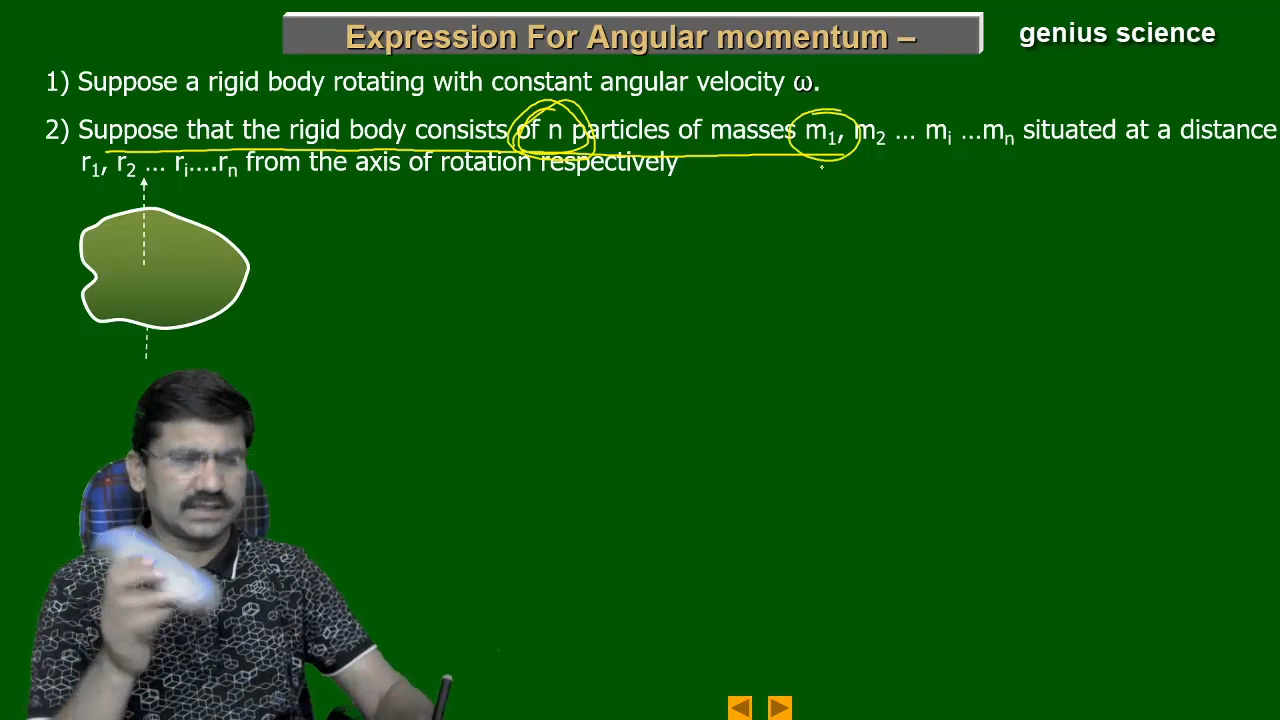 Expression For Angular momentum –
genius science
1) Suppose a rigid body rotating with constant angular velocity ω.
2) Suppose that the rigid body consists of n particles of masses m₁, m₂ ... mᵢ ...mₙ situated at a distance
r₁, r₂ ... rᵢ....rₙ from the axis of rotation respectively